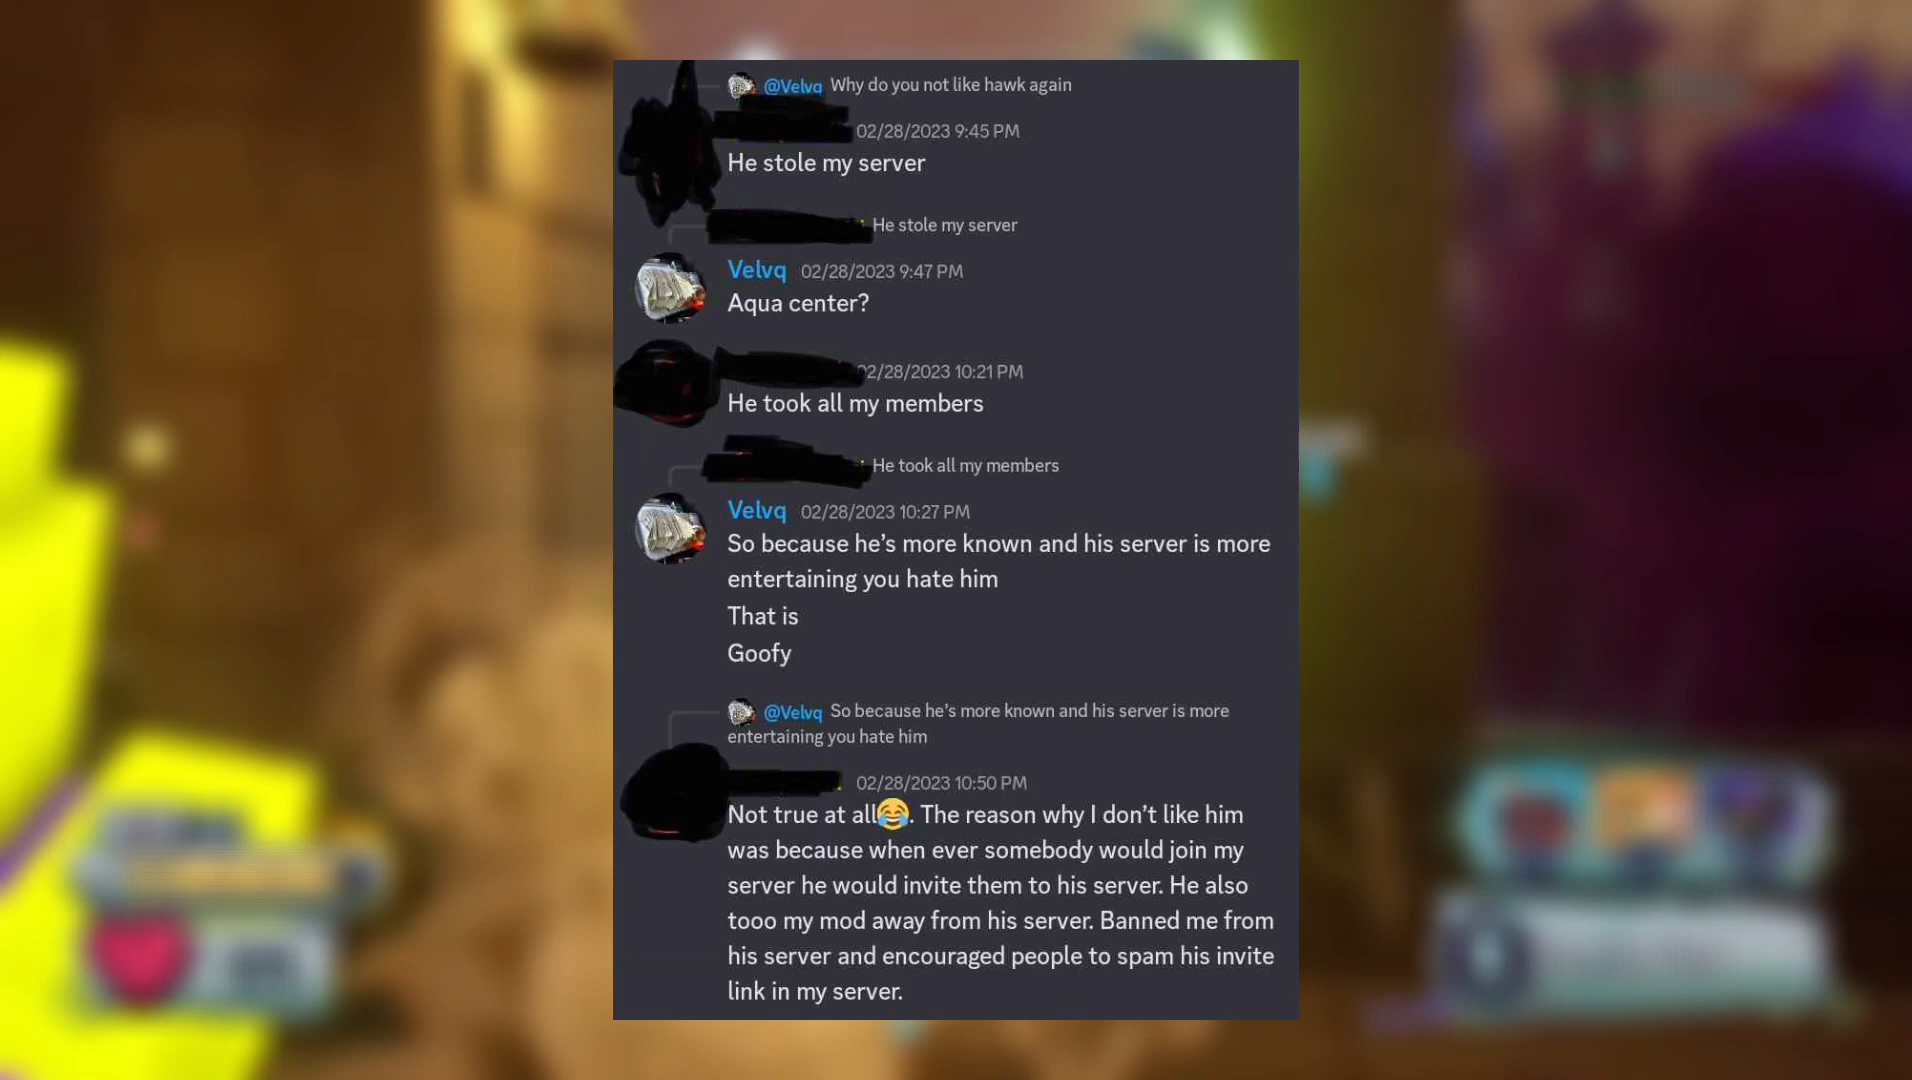 @Velvq Why do you not like hawk again
02/28/2023 9:45 PM
He stole my server
He stole my server
Velvq 02/28/2023 9:47 PM
Aqua center?
02/28/2023 10:21 PM
He took all my members
He took all my members
Velvq 02/28/2023 10:27 PM
So because he's more known and his server is more
entertaining you hate him
That is
Goofy
@Velvq So because he's more known and his server is more
entertaining you hate him
02/28/2023 10:50 PM
Not true at all😂. The reason why I don't like him
was because when ever somebody would join my
server he would invite them to his server. He also
tooo my mod away from his server. Banned me from
his server and encouraged people to spam his invite
link in my server.